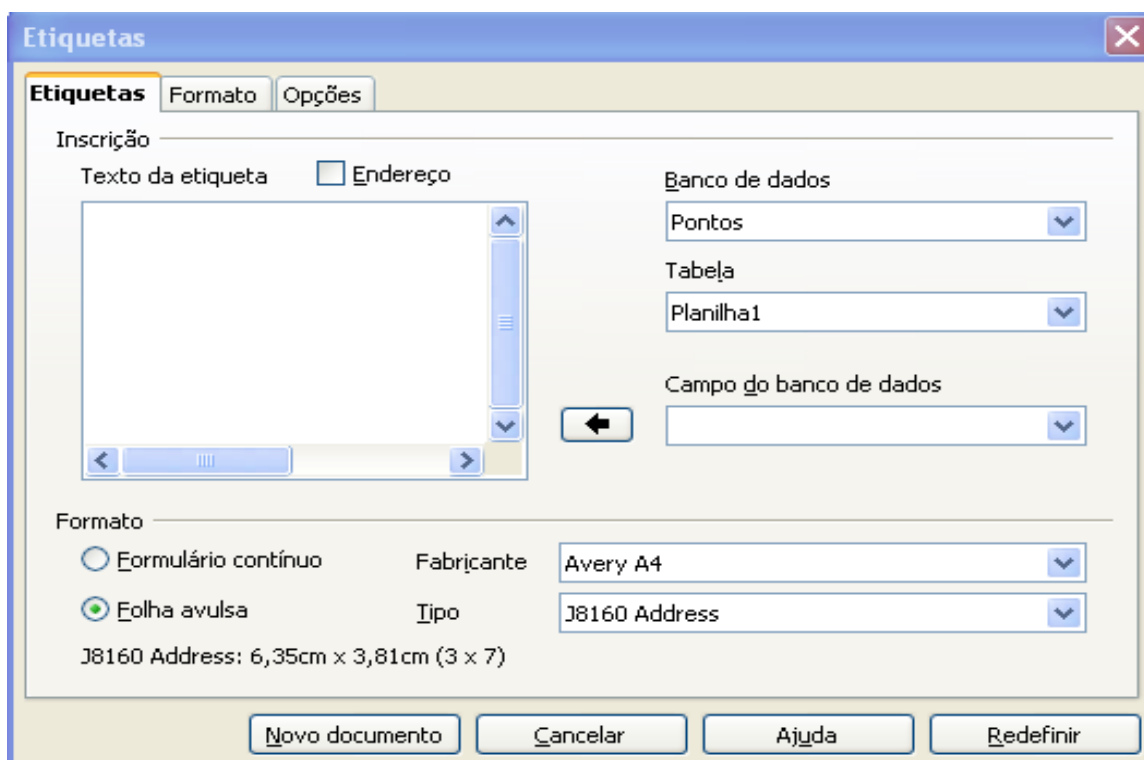 Etiquetas
Etiquetas Formato Opções
Inscrição
Texto da etiqueta Endereço
Banco de dados
Pontos
Tabela
Planilha1
Campo do banco de dados
Formato
Formulário contínuo Fabricante Avery A4
Folha avulsa Tipo J8160 Address
J8160 Address: 6,35cm x 3,81cm (3 x 7)
Novo documento Cancelar Ajuda Redefinir